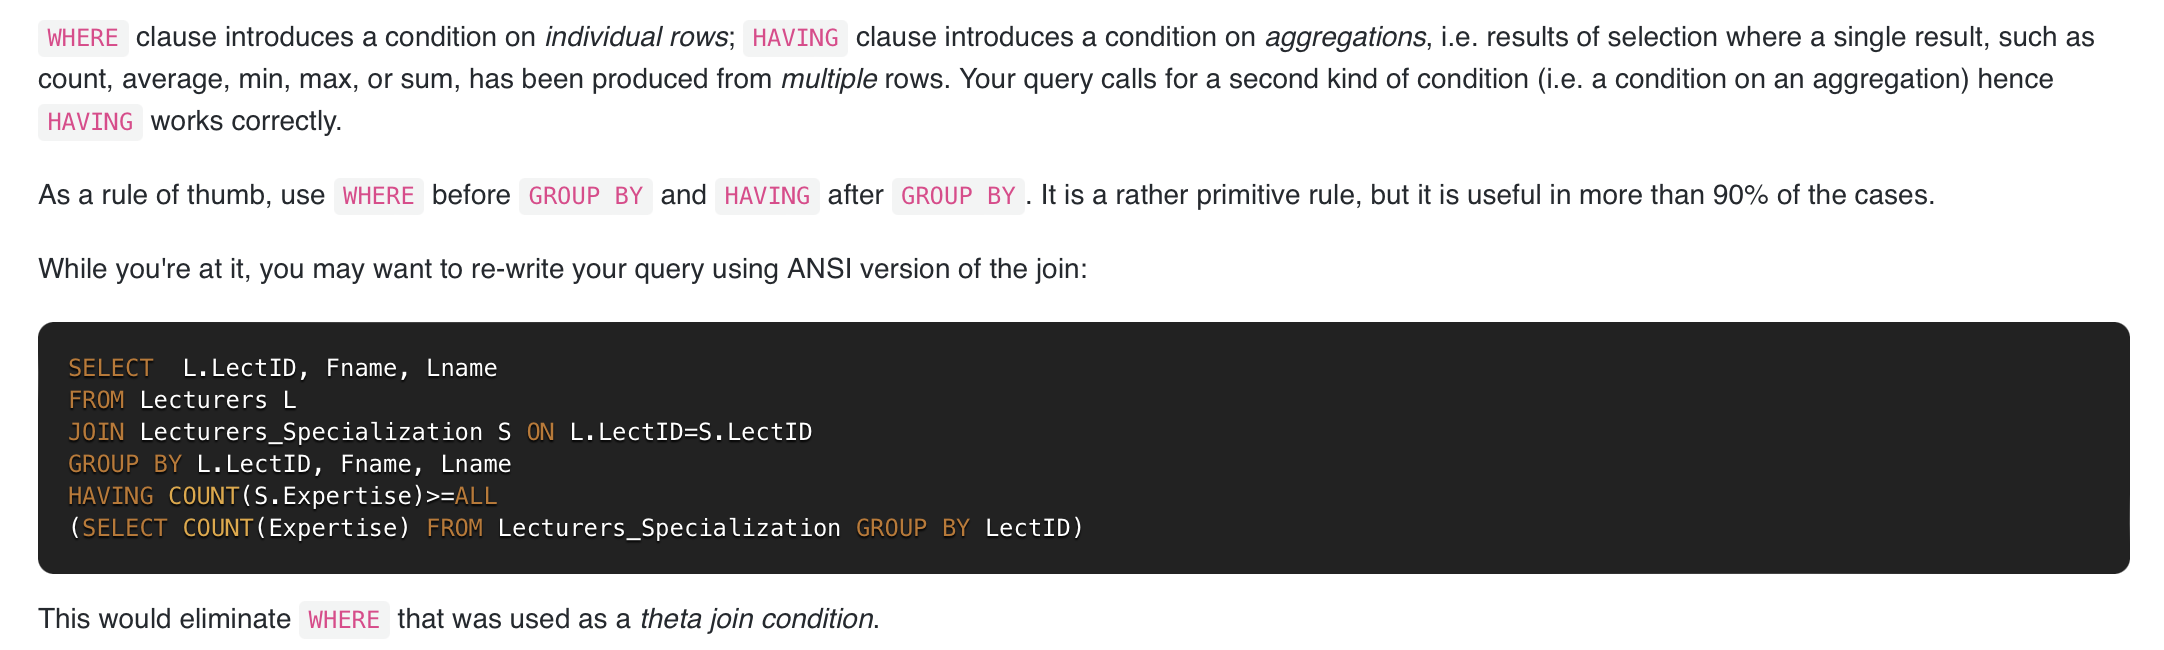 WHERE clause introduces a condition on individual rows; HAVING clause introduces a condition on aggregations, i.e. results of selection where a single result, such as
count, average, min, max, or sum, has been produced from multiple rows. Your query calls for a second kind of condition (i.e. a condition on an aggregation) hence
HAVING works correctly.
As a rule of thumb, use WHERE before GROUP BY and HAVING after GROUP BY. It is a rather primitive rule, but it is useful in more than 90% of the cases.
While you're at it, you may want to re-write your query using ANSI version of the join:
SELECT  L.LectID, Fname, Lname
FROM Lecturers L
JOIN Lecturers_Specialization S ON L.LectID=S.LectID
GROUP BY L.LectID, Fname, Lname
HAVING COUNT(S.Expertise)>=ALL
(SELECT COUNT(Expertise) FROM Lecturers_Specialization GROUP BY LectID)
This would eliminate WHERE that was used as a theta join condition.